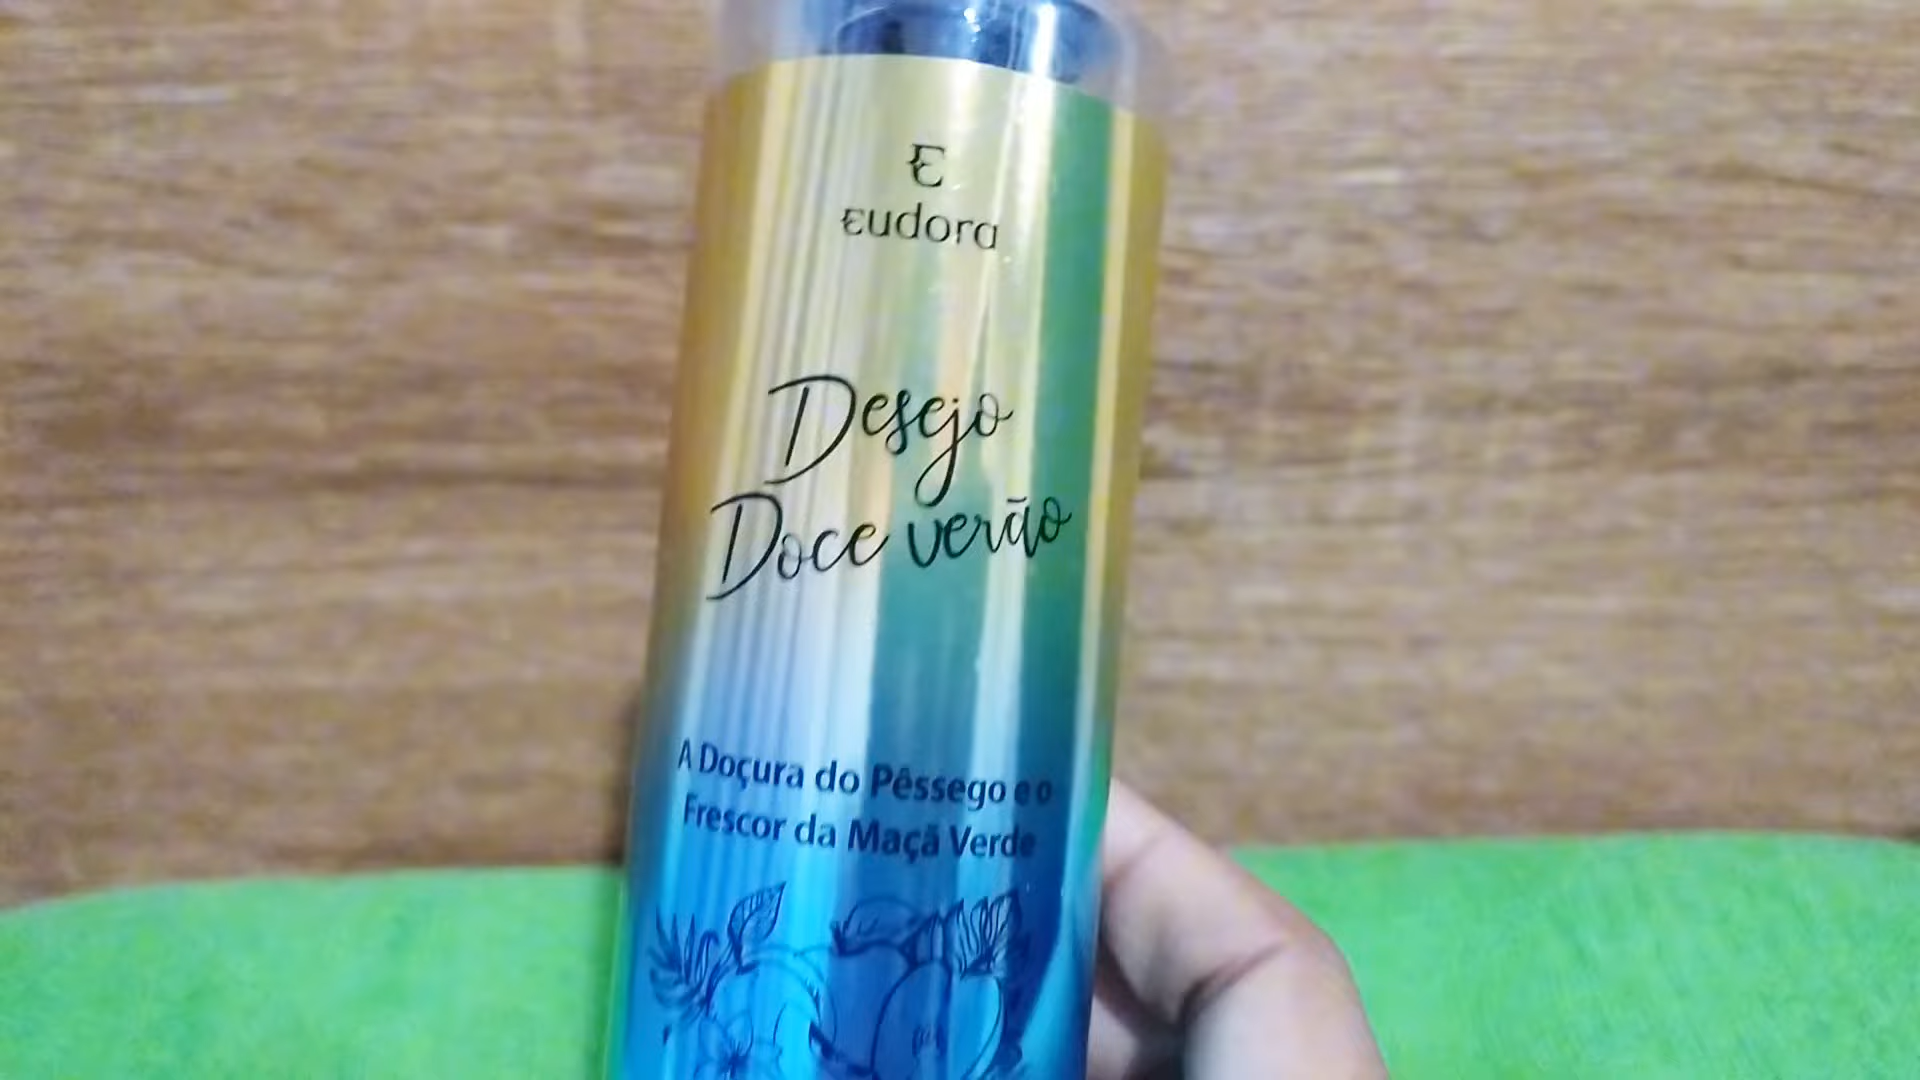 E
eudora
Desejo
Doce verão
A Doçura do Pêssego e o
Frescor da Maçã Verde